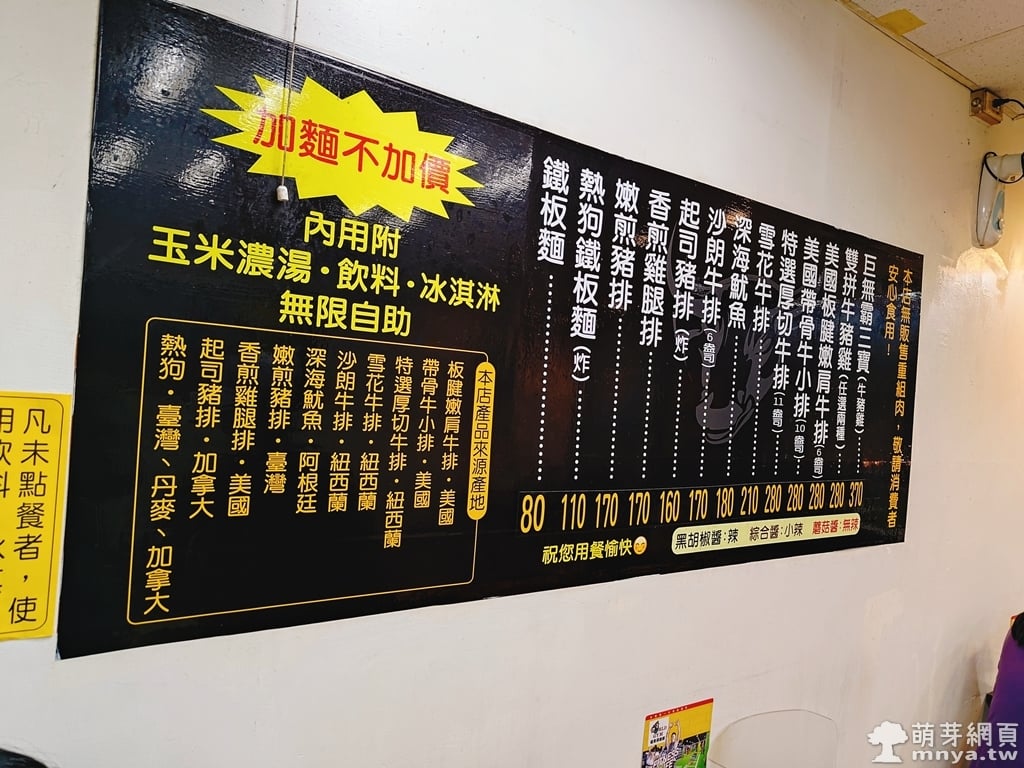 加麵不加價
內用附
玉米濃湯·飲料·冰淇淋
無限自助
本店產品來源產地
板腱嫩肩牛排·美國
帶骨牛小排·美國
特選厚切牛排·紐西蘭
雪花牛排·紐西蘭
沙朗牛排·紐西蘭
深海魷魚·阿根廷
嫩煎豬排·臺灣
香煎雞腿排·美國
起司豬排·加拿大
熱狗·臺灣、丹麥、加拿大
本店無販售重組肉,敬請消費者
安心食用!
巨無霸三寶(牛豬雞) 370
雙拼牛豬雞(任選兩種) 280
美國板腱嫩肩牛排(6盎司) 280
美國帶骨牛小排(10盎司) 280
特選厚切牛排(11盎司) 280
雪花牛排 210
深海魷魚 180
沙朗牛排(6盎司) 170
起司豬排(炸) 160
香煎雞腿排 170
嫩煎豬排 170
熱狗鐵板麵(炸) 110
鐵板麵 80
祝您用餐愉快
黑胡椒醬:辣 綜合醬:小辣 蘑菇醬:無辣
凡未點餐者,使
萌芽網頁
mnya.tw